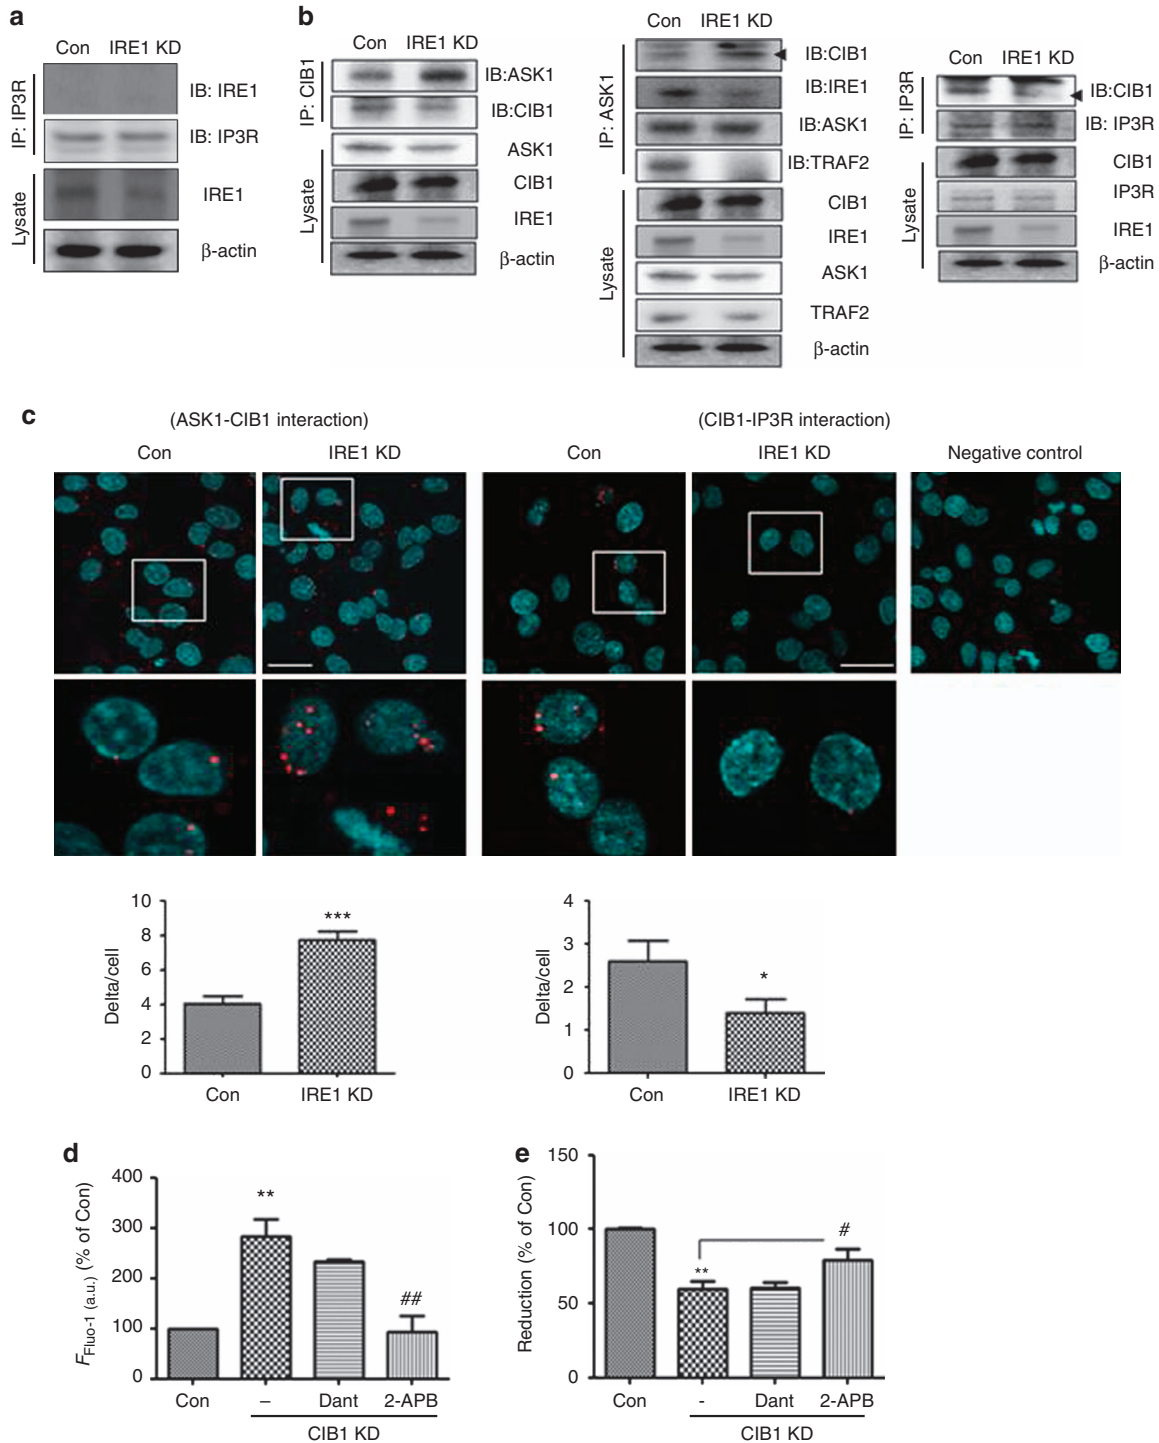 a
Con IRE1 KD
IP: IP3R
IB: IRE1
IB: IP3R
Lysate
IRE1
β-actin
b
Con IRE1 KD
IP: CIB1
IB:ASK1
IB:CIB1
Lysate
ASK1
CIB1
IRE1
β-actin
Con IRE1 KD
IP: ASK1
IB:CIB1
IB:IRE1
IB:ASK1
IB:TRAF2
Lysate
CIB1
IRE1
ASK1
TRAF2
β-actin
Con IRE1 KD
IP: IP3R
IB:CIB1
IB: IP3R
Lysate
CIB1
IP3R
IRE1
β-actin
c
(ASK1-CIB1 interaction)
(CIB1-IP3R interaction)
Con IRE1 KD Con IRE1 KD Negative control
Delta/cell
10
8
6
4
2
0
***
Con IRE1 KD
Delta/cell
4
3
2
1
0
*
Con IRE1 KD
d
F Fluo-1 (a.u.) (% of Con)
400
300
200
100
0
**
##
Con – Dant 2-APB
CIB1 KD
e
Reduction (% of Con)
150
100
50
0
**
#
Con - Dant 2-APB
CIB1 KD